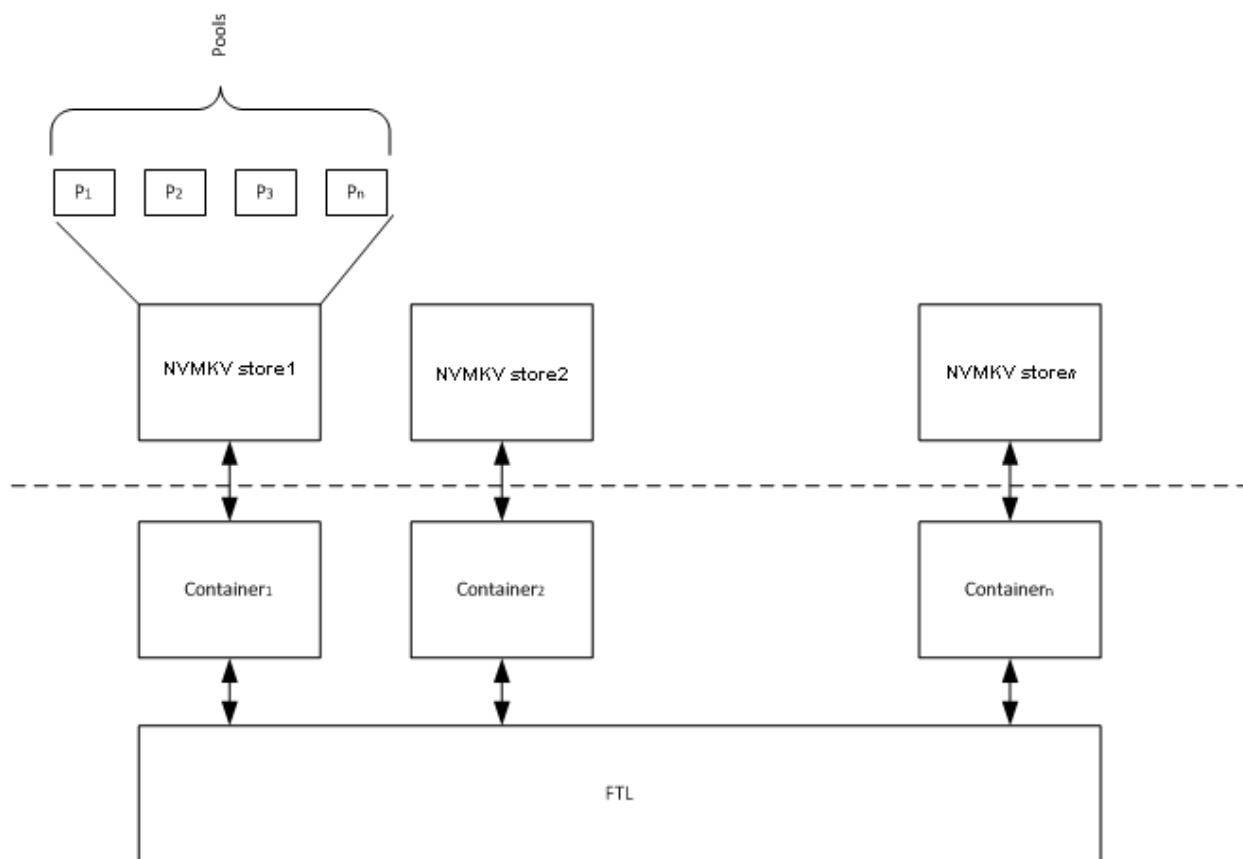 Pools
P1
P2
P3
Pn
NVMKV store1
NVMKV store2
NVMKV storen
Container1
Container2
Containern
FTL